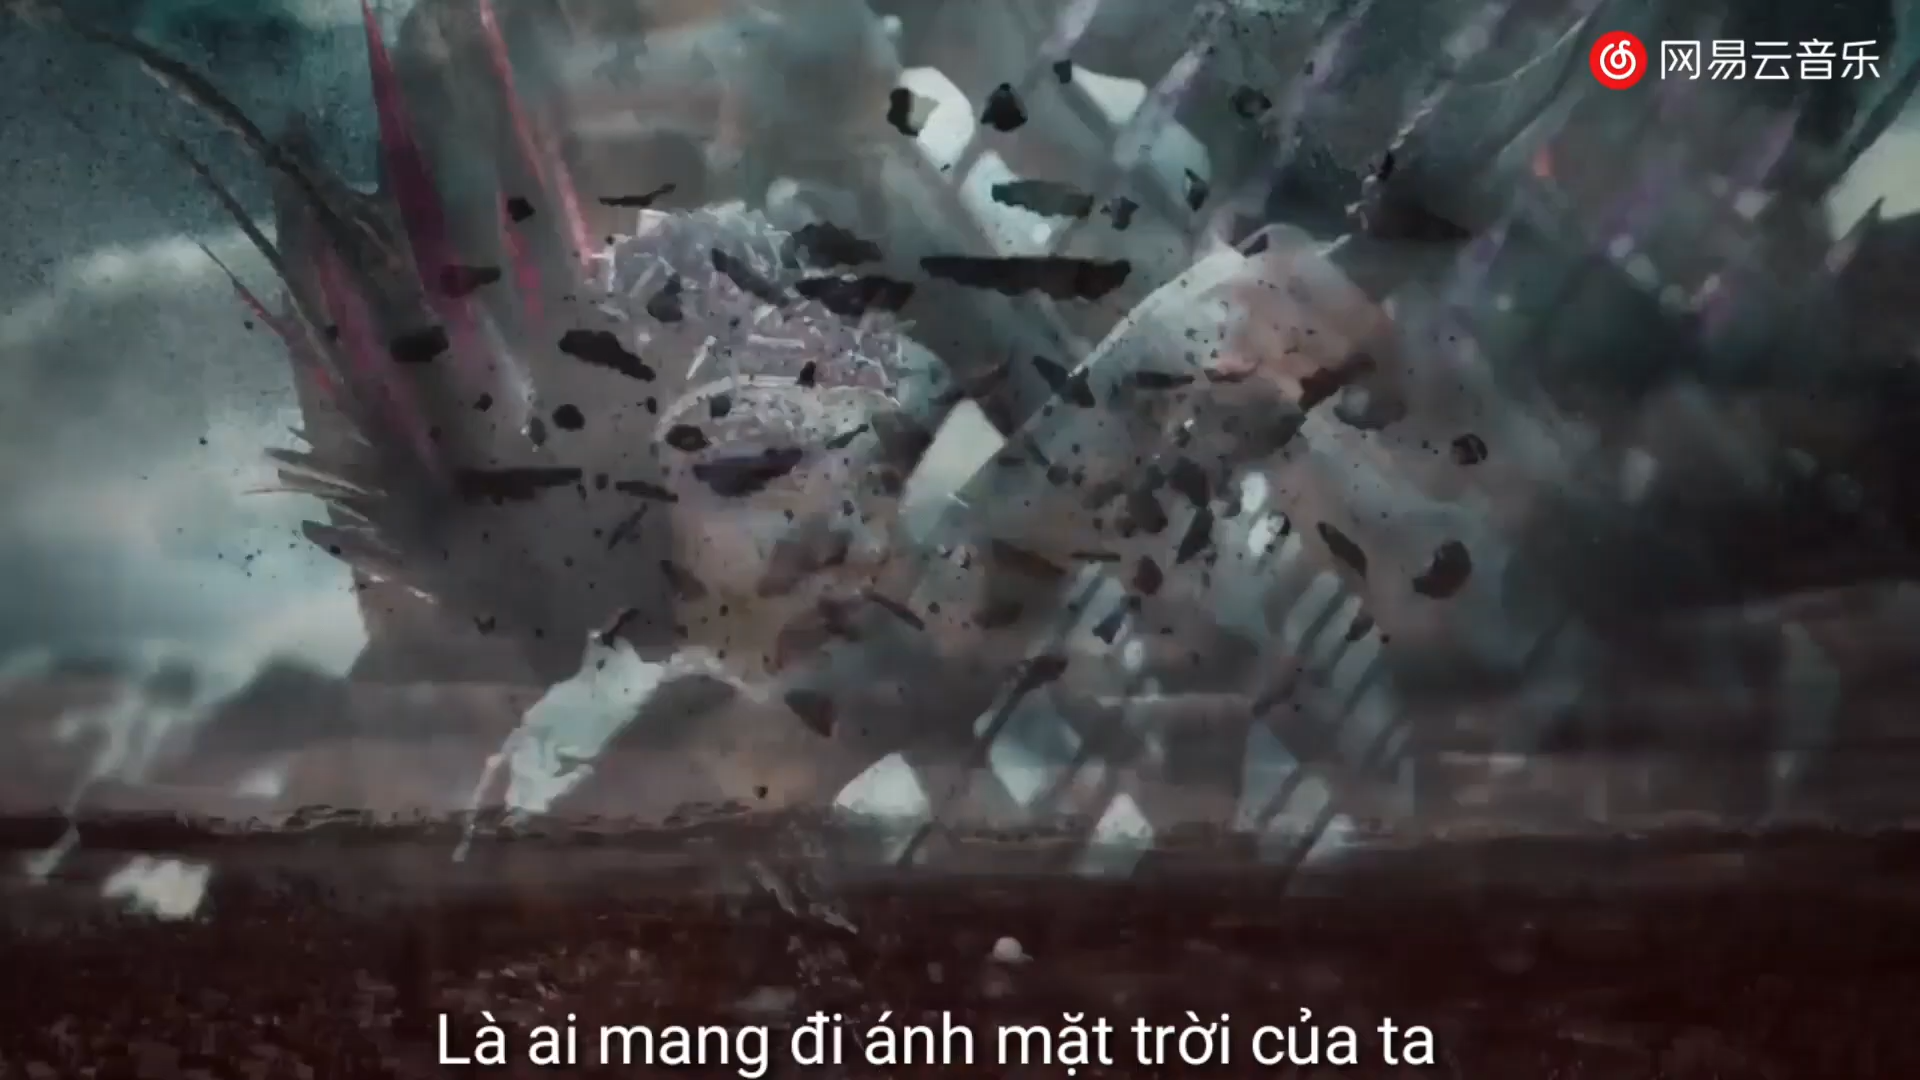 网易云音乐
Là ai mang đi ánh mặt trời của ta